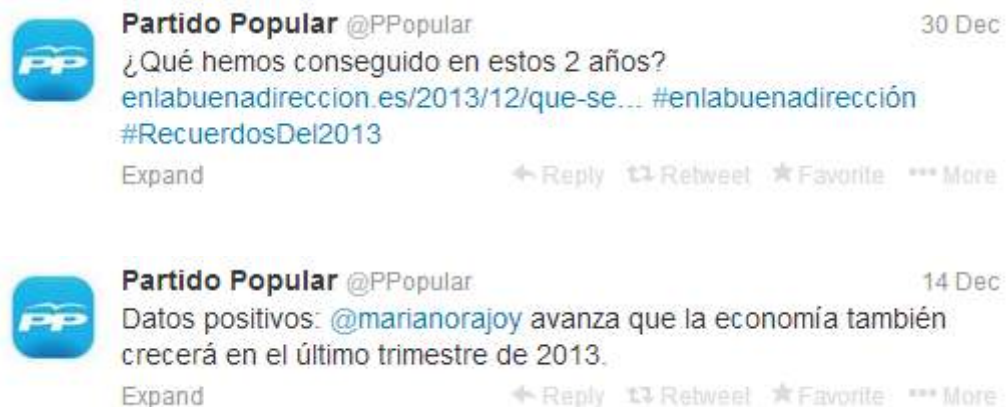 Partido Popular @PPopular 30 Dec
¿Qué hemos conseguido en estos 2 años?
enlabuenadireccion.es/2013/12/que-se... #enlabuenadirección
#RecuerdosDel2013
Expand Reply Retweet Favorite More
PP
Partido Popular @PPopular 14 Dec
Datos positivos: @marianorajoy avanza que la economía también
crecerá en el último trimestre de 2013.
Expand Reply Retweet Favorite More
PP